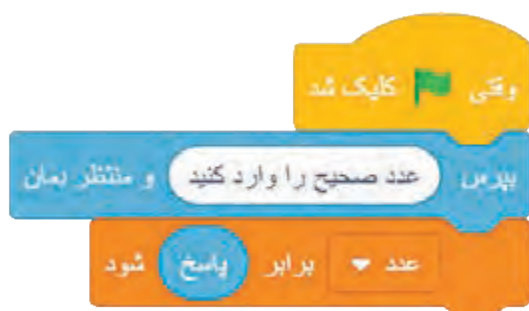 وقتی کلیک شد
بپرس عدد صحیح را وارد کنید و منتظر بمان
عدد برابر پاسخ شود